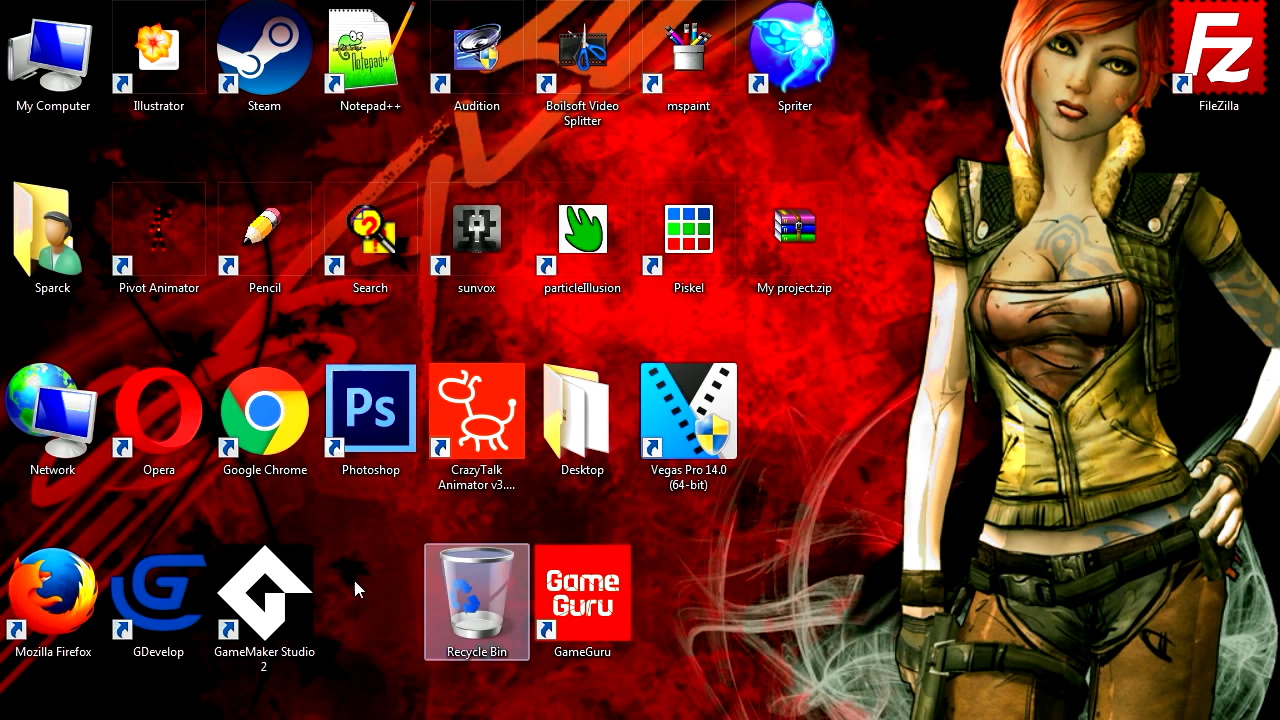 Fz
Notepad++
My Computer
Illustrator
Steam
Notepad++
Audition
Boilsoft Video
Splitter
mspaint
Spriter
FileZilla
Sparck
Pivot Animator
Pencil
Search
sunvox
particleIllusion
Piskel
My project.zip
Ps
Network
Opera
Google Chrome
Photoshop
CrazyTalk
Animator v3....
Desktop
Vegas Pro 14.0
(64-bit)
Game
Guru
Mozilla Firefox
GDevelop
GameMaker Studio
2
Recycle Bin
GameGuru